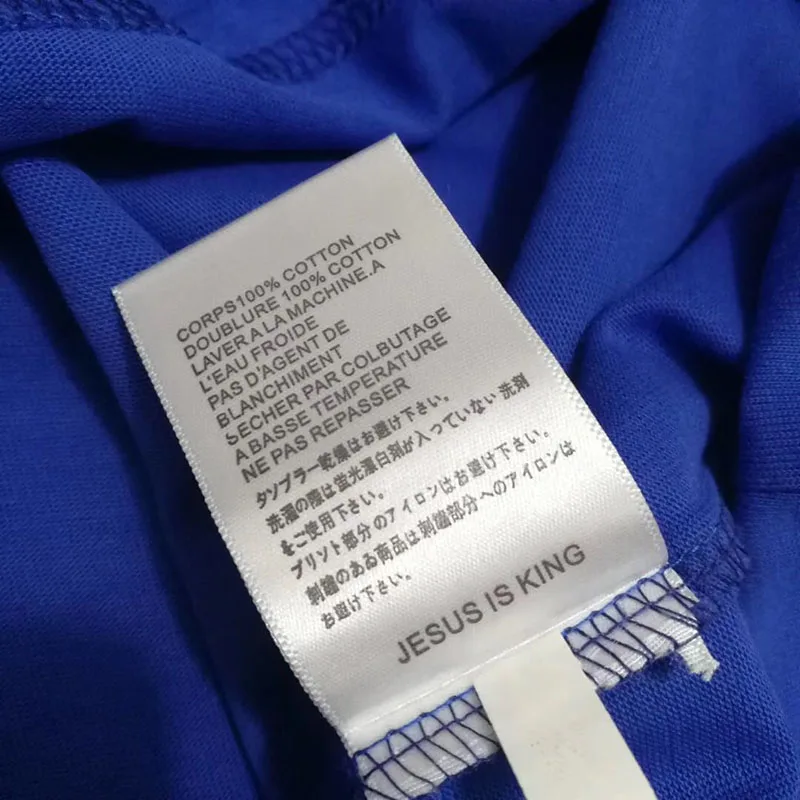 CORPS100% COTTON
DOUBLURE 100% COTTON
LAVER A LA MACHINE.A
L'EAU FROIDE
PAS D'AGENT DE
BLANCHIMENT
SECHER PAR COLBUTAGE
A BASSE TEMPERATURE
NE PAS REPASSER
タソブラー乾燥はお避け下さい。
洗濯の際は蛍光漂白剤が入っていない洗剤
をご使用下さい。
プリソト部分のアイロンはお避け下さい。
刺繍のある商品は刺繍部分へのアイロンは
お避け下さい。
JESUS IS KING